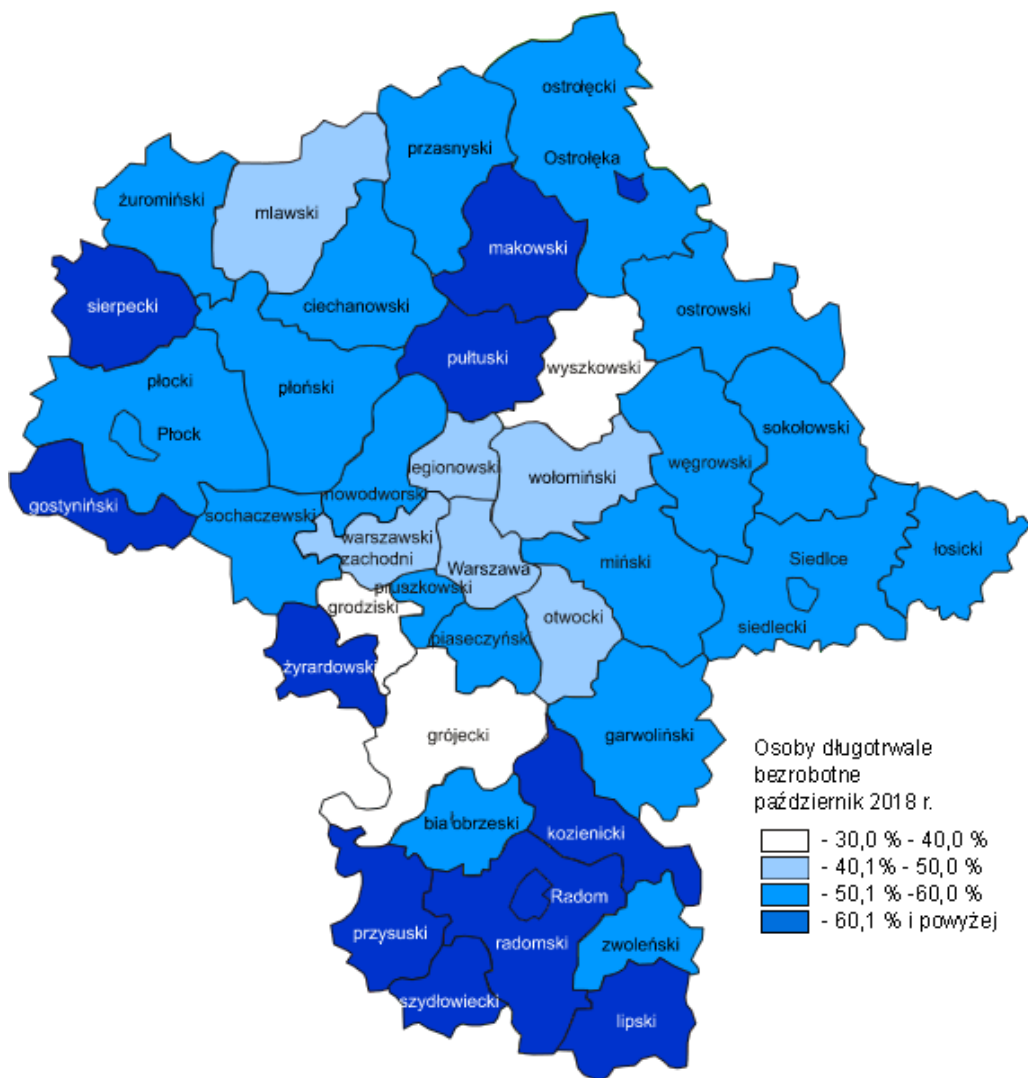 ostrołęcki
przasnyski
Ostrołęka
żuromiński
mlawski
makowski
sierpecki
ciechanowski
ostrowski
pułtuski
wyszkowski
płocki
płoński
Płock
sokołowski
węgrowski
legionowski
wołomiński
nowodworski
gostyniński
sochaczewski
warszawski
zachodni
Warszawa
miński
Siedlce
łosicki
pruszkowski
grodziski
otwocki
siedlecki
piaseczyński
żyrardowski
grójecki
garwoliński
Osoby długotrwale
bezrobotne
październik 2018 r.
- 30,0 % - 40,0 %
- 40,1% - 50,0 %
- 50,1 % -60,0 %
- 60,1 % i powyżej
białobrzeski
kozienicki
Radom
przysuski
radomski
zwoleński
szydłowiecki
lipski